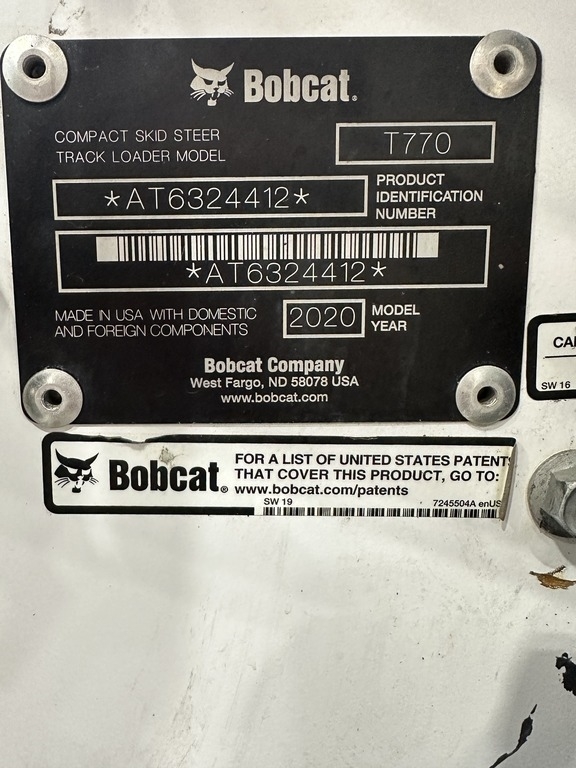 Bobcat®
COMPACT SKID STEER
TRACK LOADER MODEL
T770
*AT6324412*
PRODUCT
IDENTIFICATION
NUMBER
*AT6324412*
MADE IN USA WITH DOMESTIC
AND FOREIGN COMPONENTS
2020
MODEL
YEAR
Bobcat Company
West Fargo, ND 58078 USA
www.bobcat.com
CA
SW 16
Bobcat®
FOR A LIST OF UNITED STATES PATENTS
THAT COVER THIS PRODUCT, GO TO:
www.bobcat.com/patents
SW 19
7245504A enUS